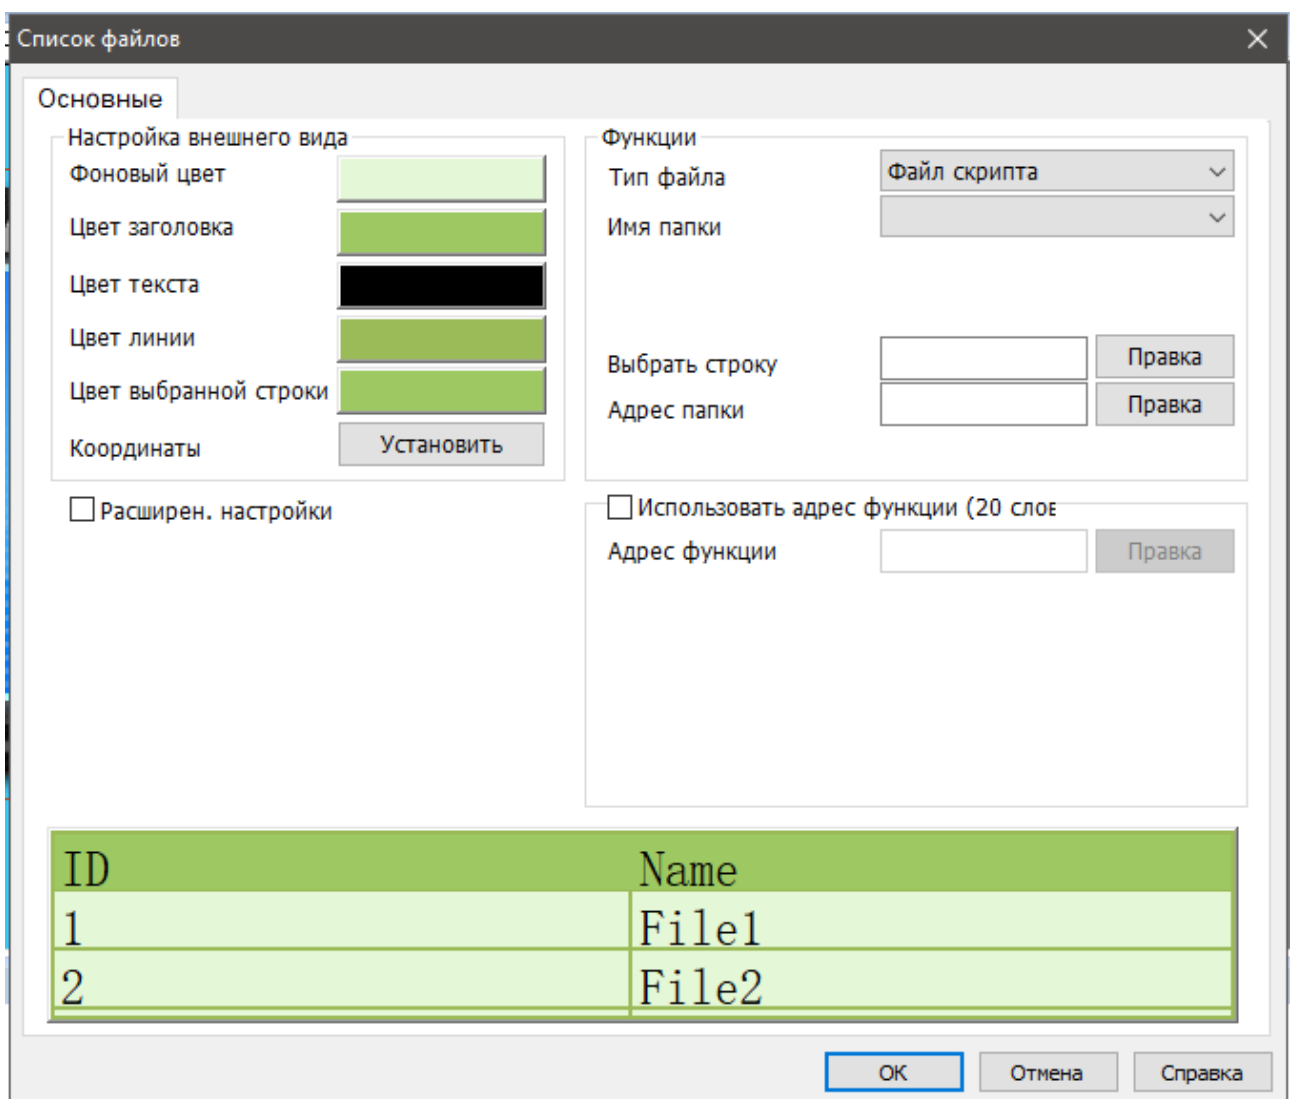 Список файлов
Основные
Настройка внешнего вида
Фоновый цвет
Цвет заголовка
Цвет текста
Цвет линии
Цвет выбранной строки
Координаты
Установить
Расширен. настройки
Функции
Тип файла
Файл скрипта
Имя папки
Выбрать строку
Правка
Адрес папки
Правка
Использовать адрес функции (20 слов
Адрес функции
Правка
ID Name
1 File1
2 File2
OK Отмена Справка